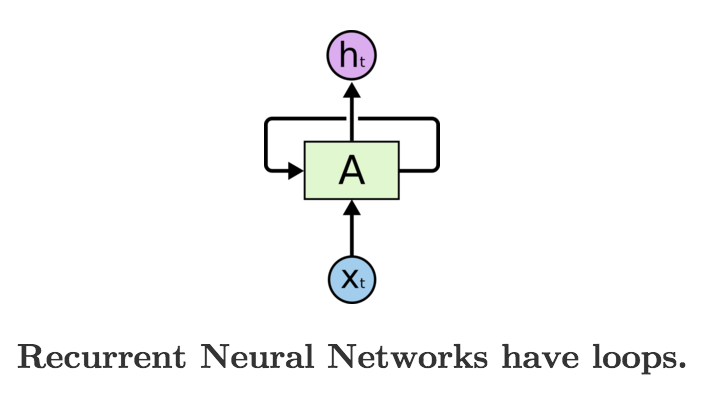 hₜ
A
xₜ
Recurrent Neural Networks have loops.